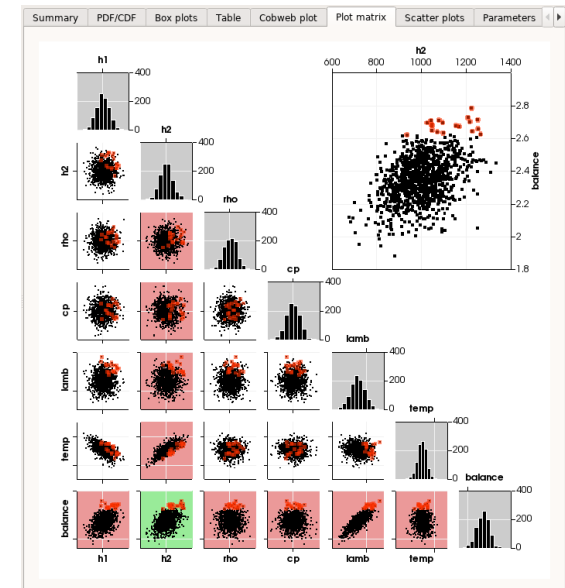 Summary PDF/CDF Box plots Table Cobweb plot Plot matrix Scatter plots Parameters
h2
h1
600 800 1000 1200 1400
400
200
0
2.8
2.6
2.4
2.2
2
1.8
balance
h2
h2
400
200
0
rho
rho
400
200
0
cp
cp
400
200
0
lamb
lamb
400
200
0
temp
temp
400
200
0
balance
balance
400
200
0
h1 h2 rho cp lamb temp